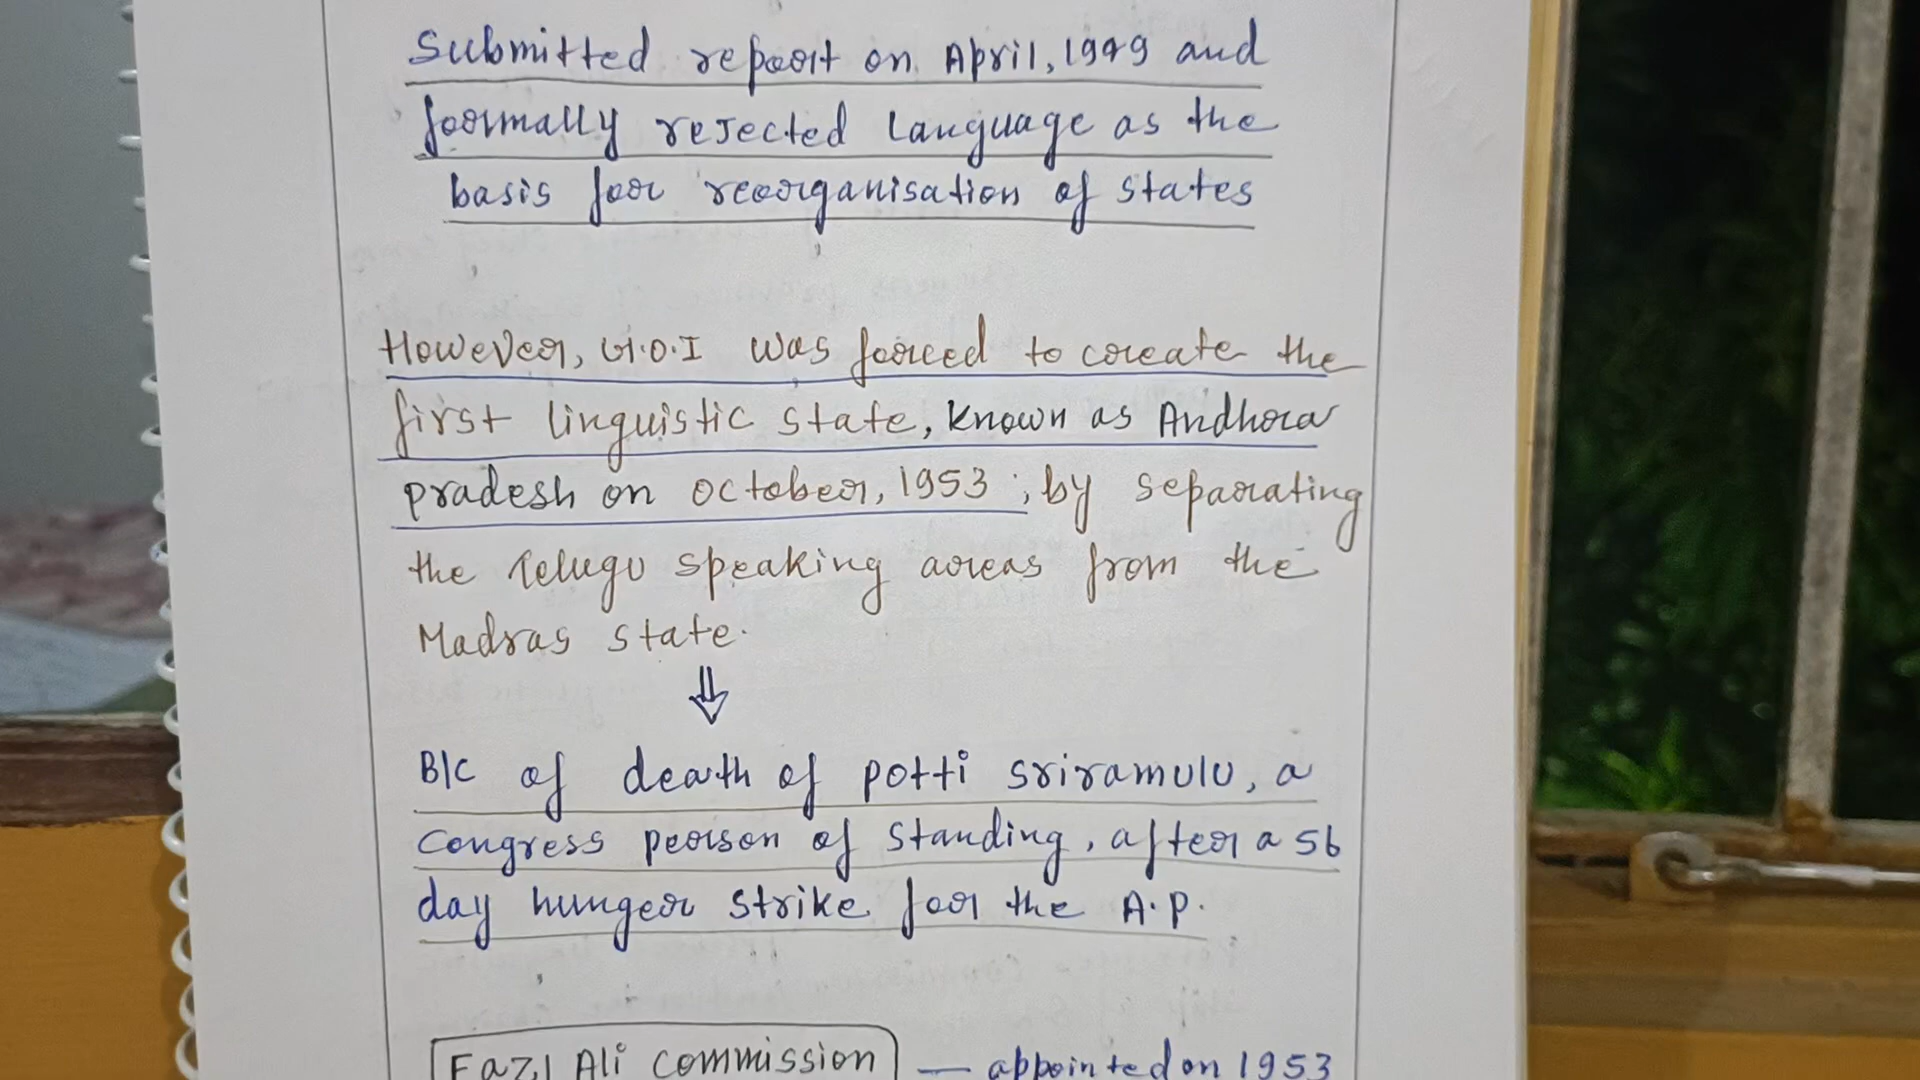 Submitted report on April, 1949 and
formally rejected language as the
basis for reorganisation of states
However, G.O.I was forced to create the
first linguistic state, known as Andhra
pradesh on october, 1953 ; by separating
the Telugu speaking areas from the
Madras state.
⇓
B/C of death of potti sriramulu, a
congress person of standing, after a 56
day hunger strike for the A.P.
Fazl Ali commission — appointed on 1953